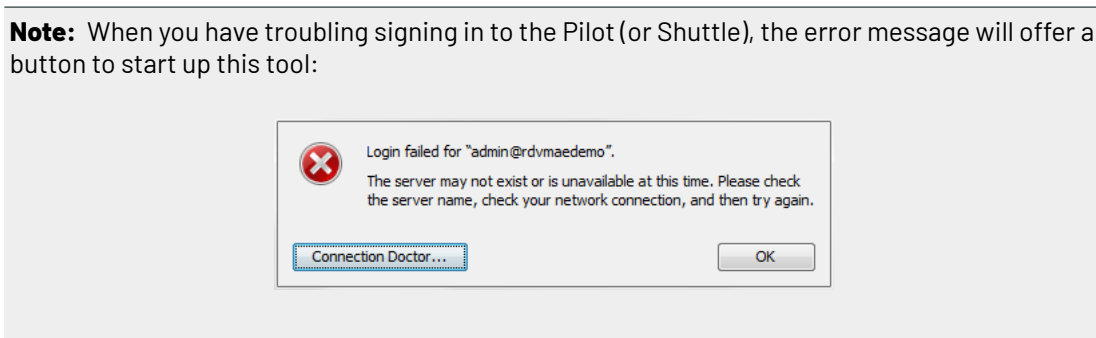 Note: When you have troubling signing in to the Pilot (or Shuttle), the error message will offer a
button to start up this tool:
Login failed for "admin@rdvmaedemo".
The server may not exist or is unavailable at this time. Please check
the server name, check your network connection, and then try again.
Connection Doctor...
OK